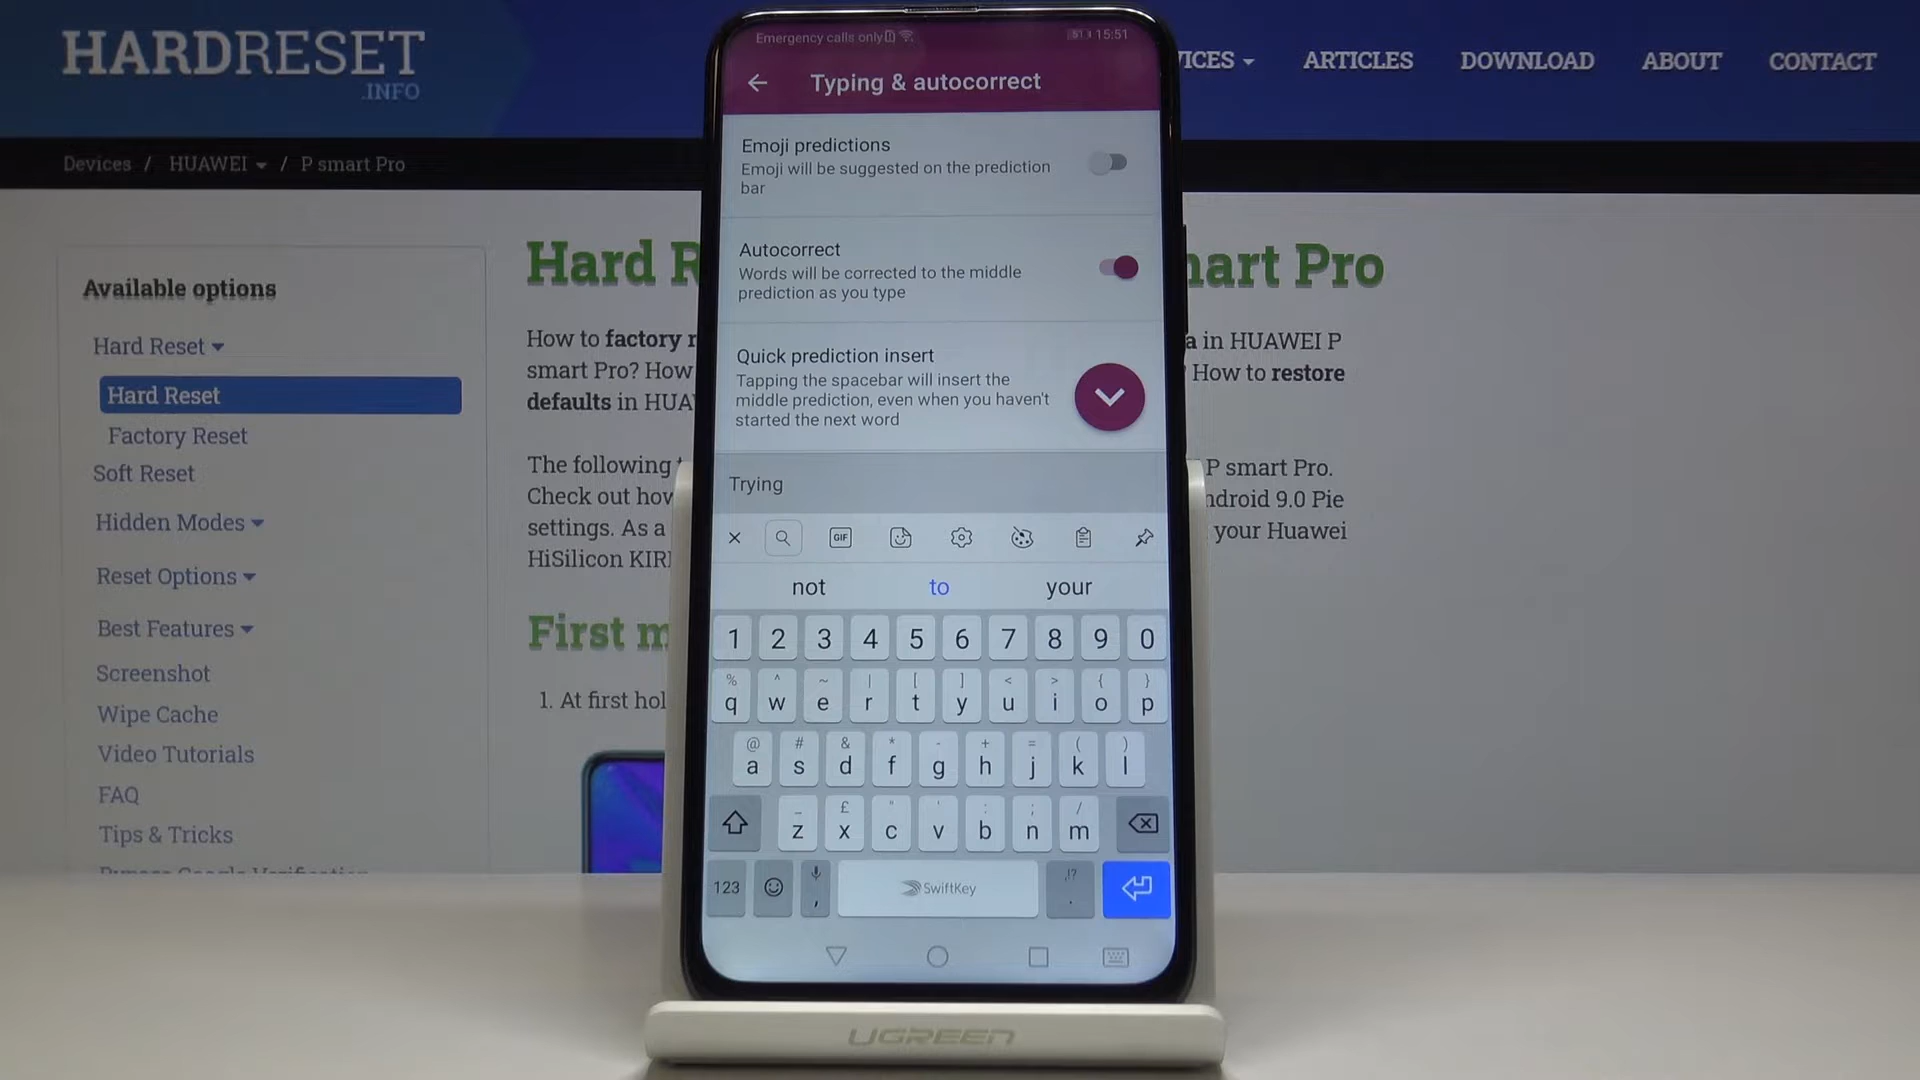 HARDRESET
.INFO
ICES
ARTICLES
DOWNLOAD
ABOUT
CONTACT
Devices / HUAWEI / P smart Pro
Available options
Hard Reset
Hard Reset
Factory Reset
Soft Reset
Hidden Modes
Reset Options
Best Features
Screenshot
Wipe Cache
Video Tutorials
FAQ
Tips & Tricks
Hard R
mart Pro
How to factory r
a in HUAWEI P
smart Pro? How
How to restore
defaults in HUA
The following
P smart Pro.
Check out how
ndroid 9.0 Pie
settings. As a
your Huawei
HiSilicon KIRI
First m
1. At first hol
Emergency calls only
51 15:51
Typing & autocorrect
Emoji predictions
Emoji will be suggested on the prediction
bar
Autocorrect
Words will be corrected to the middle
prediction as you type
Quick prediction insert
Tapping the spacebar will insert the
middle prediction, even when you haven't
started the next word
Trying
GIF
not to your
1 2 3 4 5 6 7 8 9 0
% ^ ~ | [ ] < > { }
q w e r t y u i o p
@ # & * - + = ( )
a s d f g h j k l
_ £ " ' : ; /
z x c v b n m
123 , SwiftKey ,!? .
UGREEN